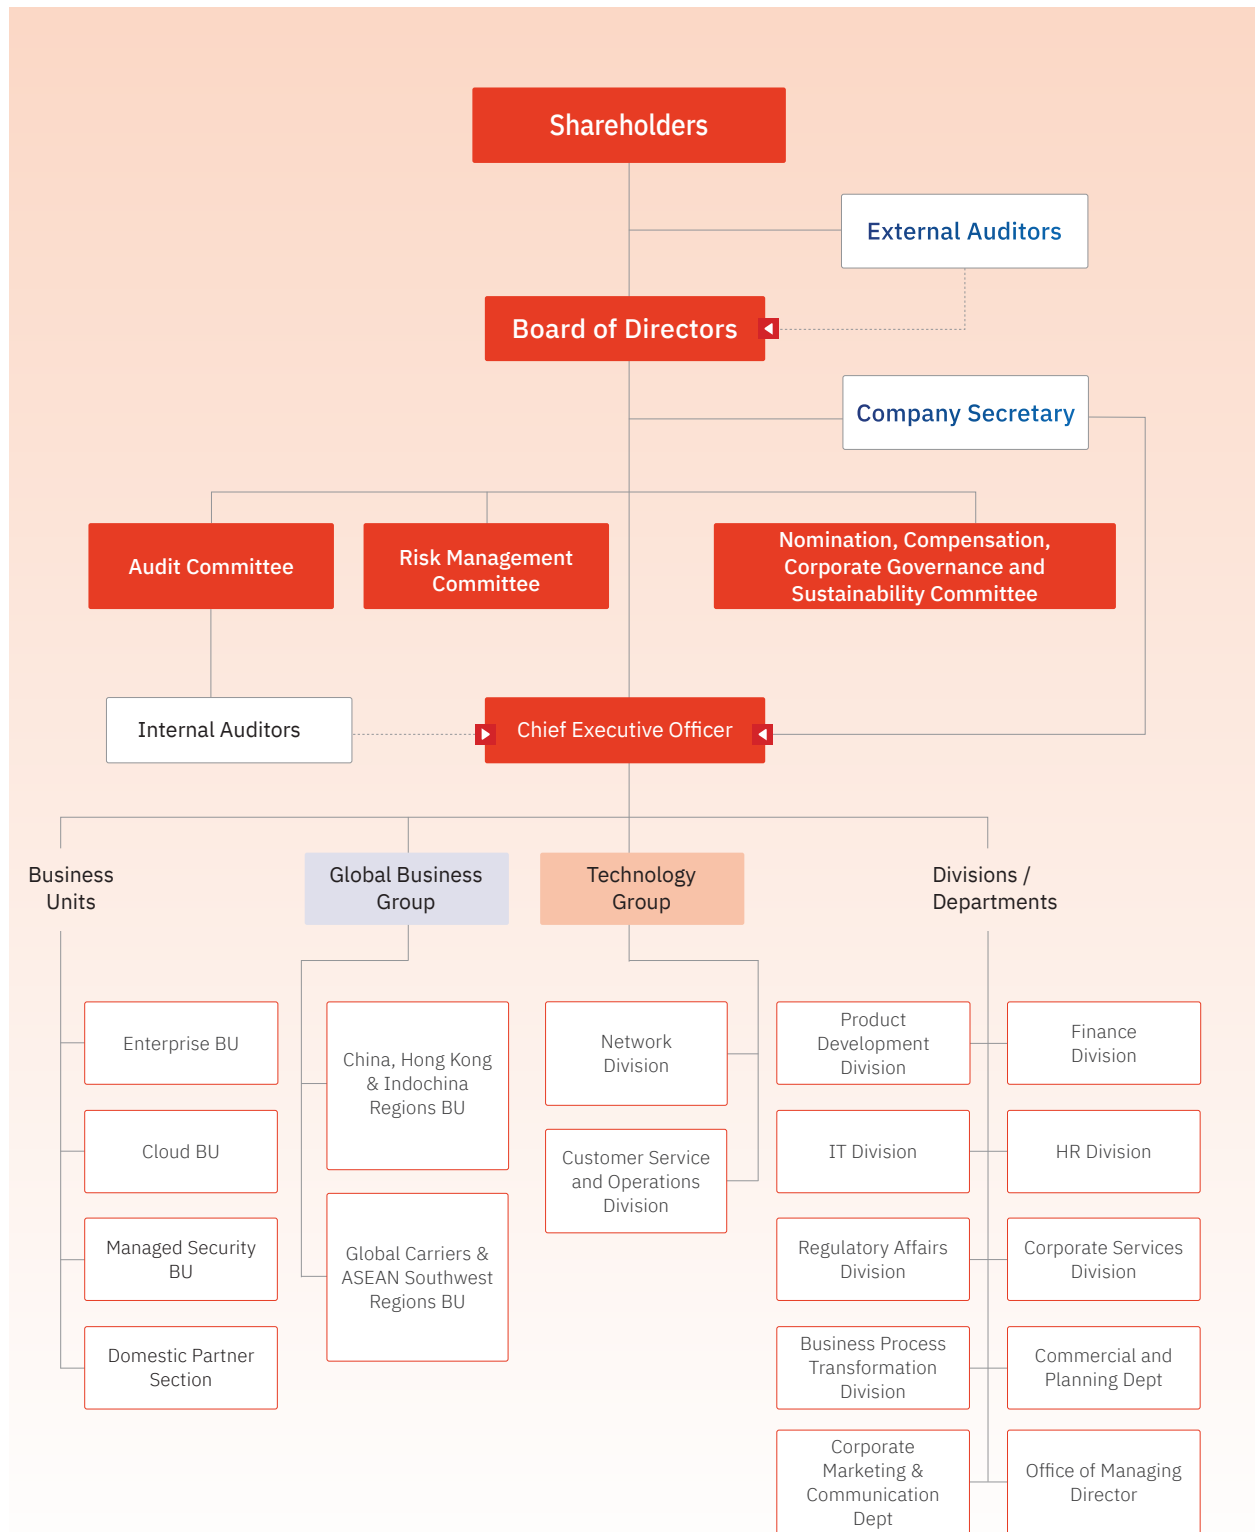 Shareholders
External Auditors
Board of Directors
Company Secretary
Audit Committee
Risk Management
Committee
Nomination, Compensation,
Corporate Governance and
Sustainability Committee
Internal Auditors
Chief Executive Officer
Business
Units
Global Business
Group
Technology
Group
Divisions /
Departments
Enterprise BU
Cloud BU
Managed Security
BU
Domestic Partner
Section
China, Hong Kong
& Indochina
Regions BU
Global Carriers &
ASEAN Southwest
Regions BU
Network
Division
Customer Service
and Operations
Division
Product
Development
Division
Finance
Division
IT Division
HR Division
Regulatory Affairs
Division
Corporate Services
Division
Business Process
Transformation
Division
Commercial and
Planning Dept
Corporate
Marketing &
Communication
Dept
Office of Managing
Director